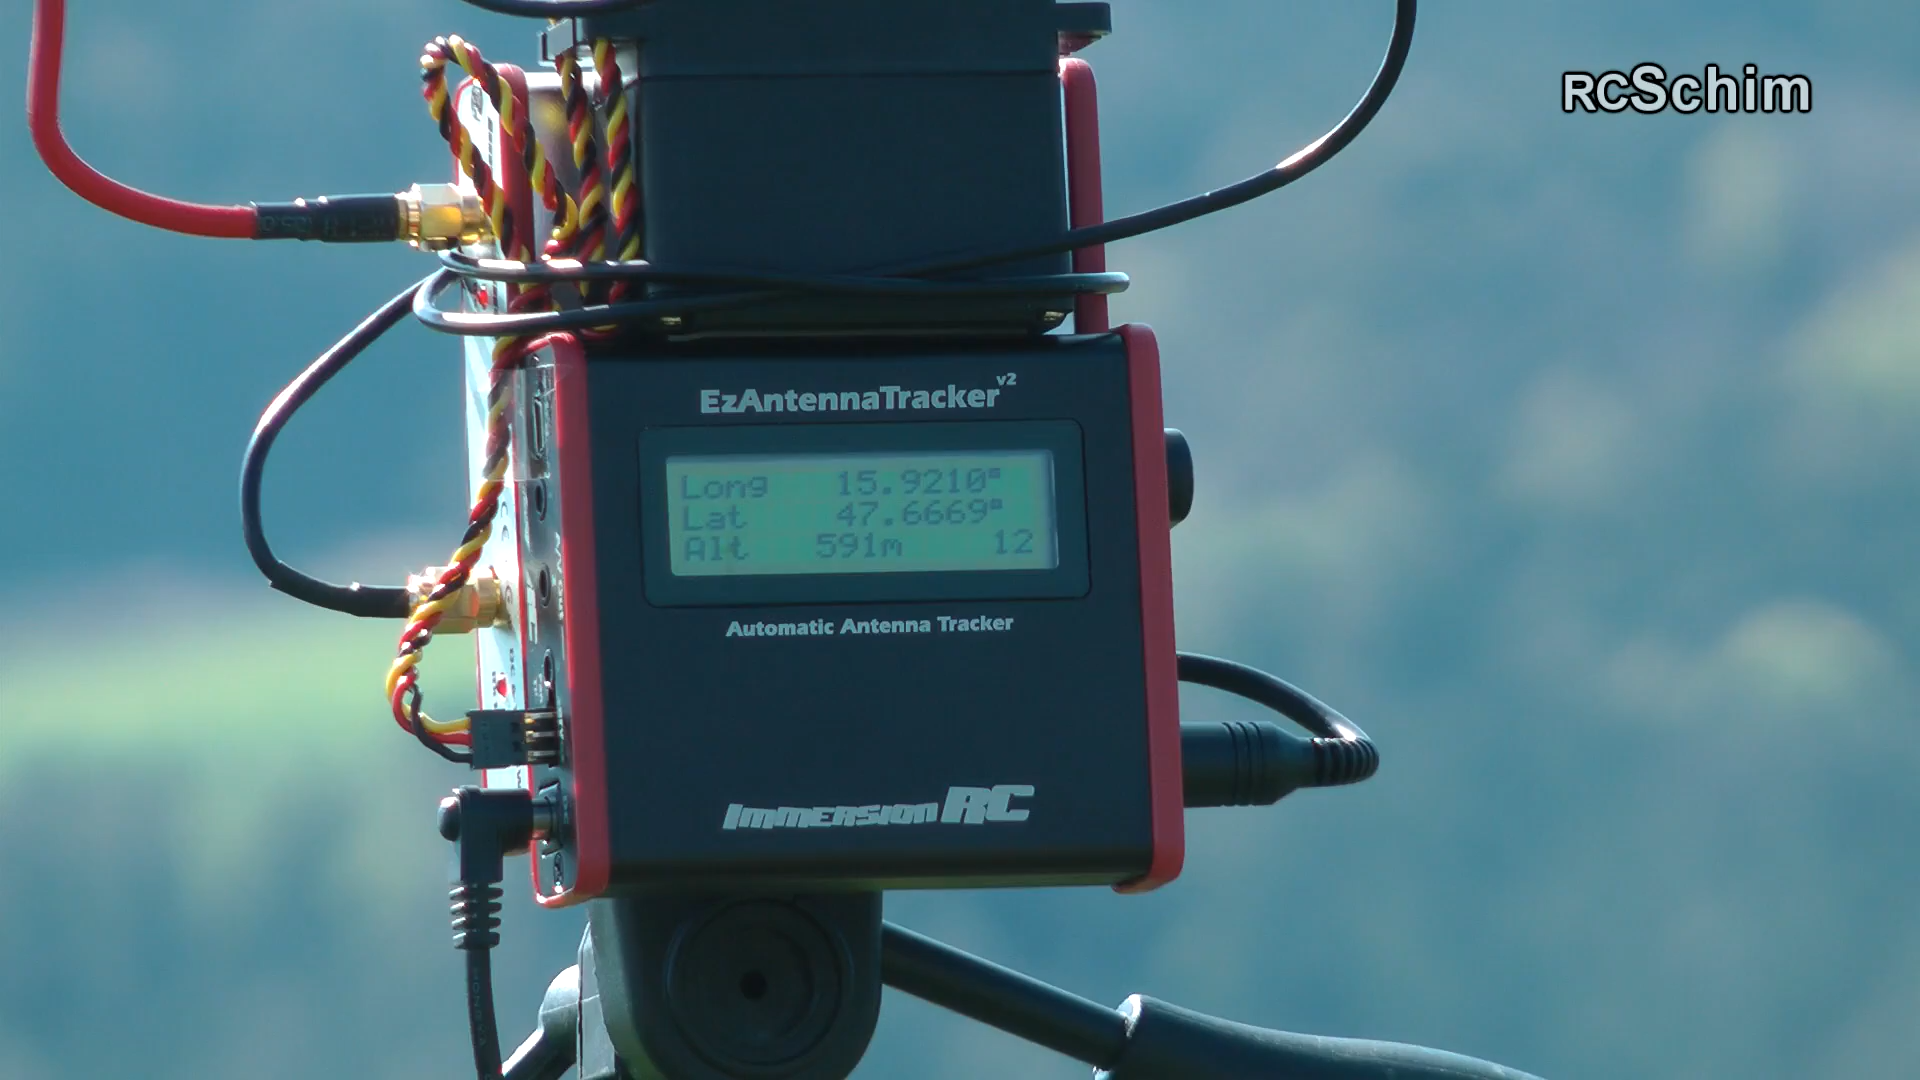 RCSchim
EzAntennaTracker v2
Long 15.9210°
Lat 47.6669°
Alt 591m 12
Automatic Antenna Tracker
ImmersionRC